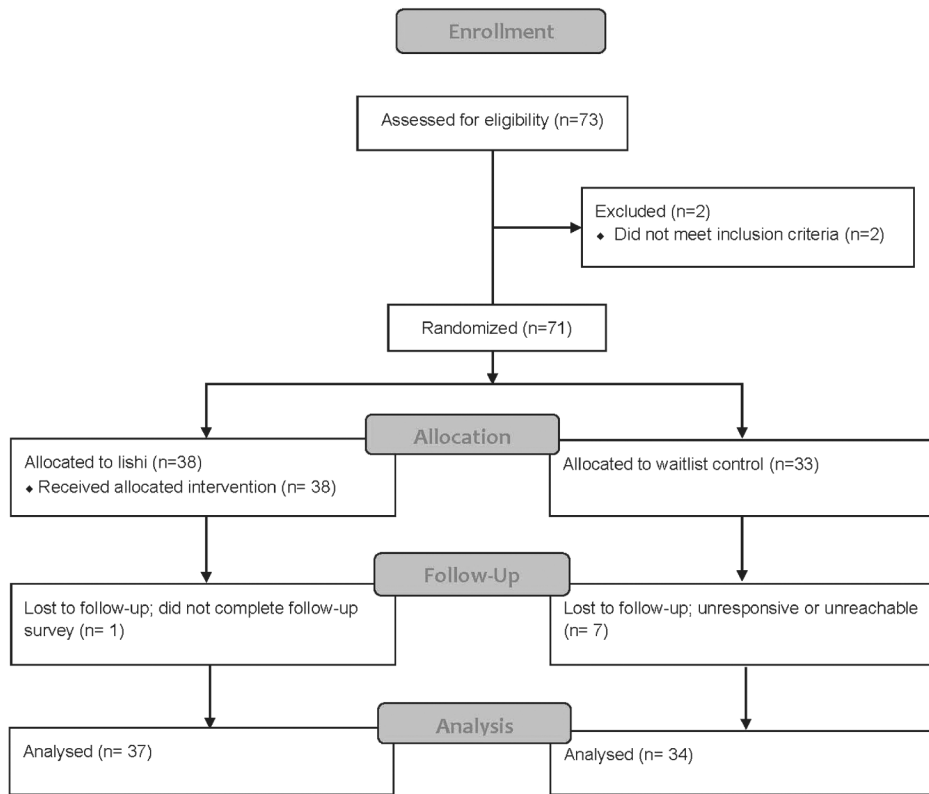 Enrollment
Assessed for eligibility (n=73)
Excluded (n=2)
⬥ Did not meet inclusion criteria (n=2)
Randomized (n=71)
Allocation
Allocated to lishi (n=38)
⬥ Received allocated intervention (n= 38)
Allocated to waitlist control (n=33)
Follow-Up
Lost to follow-up; did not complete follow-up
survey (n= 1)
Lost to follow-up; unresponsive or unreachable
(n= 7)
Analysis
Analysed (n= 37)
Analysed (n= 34)